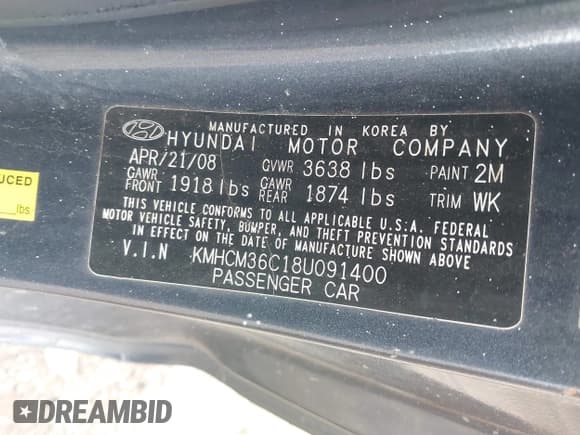 MANUFACTURED IN KOREA BY
HYUNDAI MOTOR COMPANY
APR/21/08 GVWR 3638 lbs PAINT 2M
GAWR FRONT 1918 lbs GAWR REAR 1874 lbs TRIM WK
THIS VEHICLE CONFORMS TO ALL APPLICABLE U.S.A. FEDERAL
MOTOR VEHICLE SAFETY, BUMPER, AND THEFT PREVENTION STANDARDS
IN EFFECT ON THE DATE OF MANUFACTURE SHOWN ABOVE.
V.I.N KMHCM36C18U091400
PASSENGER CAR
UCED
lbs
DREAMBID